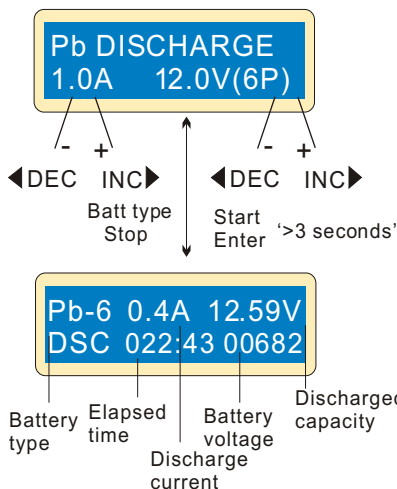 Pb DISCHARGE
1.0A 12.0V(6P)
- + - +
◀DEC INC▶ ◀DEC INC▶
Batt type
Stop
Start
Enter '>3 seconds'
Pb-6 0.4A 12.59V
DSC 022:43 00682
Battery
type
Elapsed
time
Discharge
current
Battery
voltage
Discharged
capacity